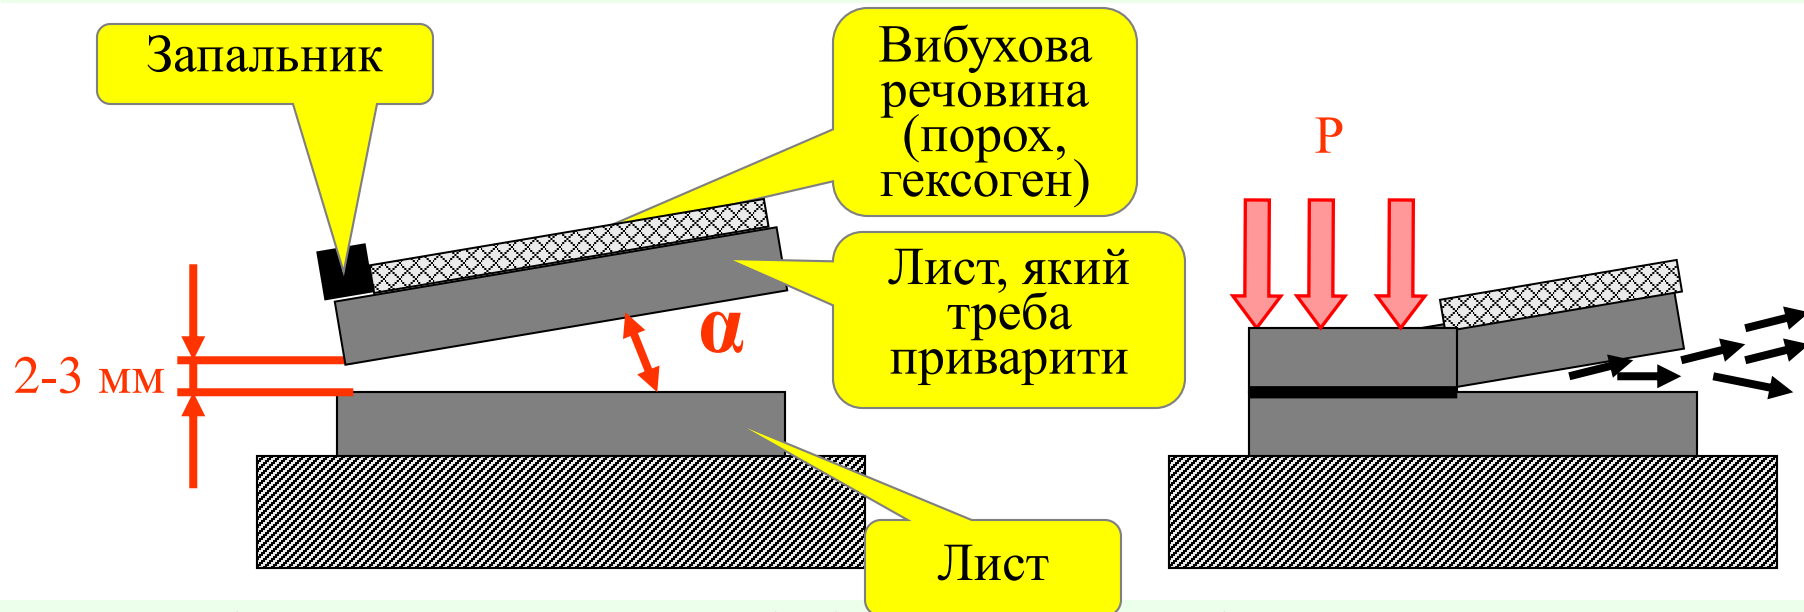 Запальник
Вибухова
речовина
(порох,
гексоген)
P
Лист, який
треба
приварити
α
2-3 мм
Лист